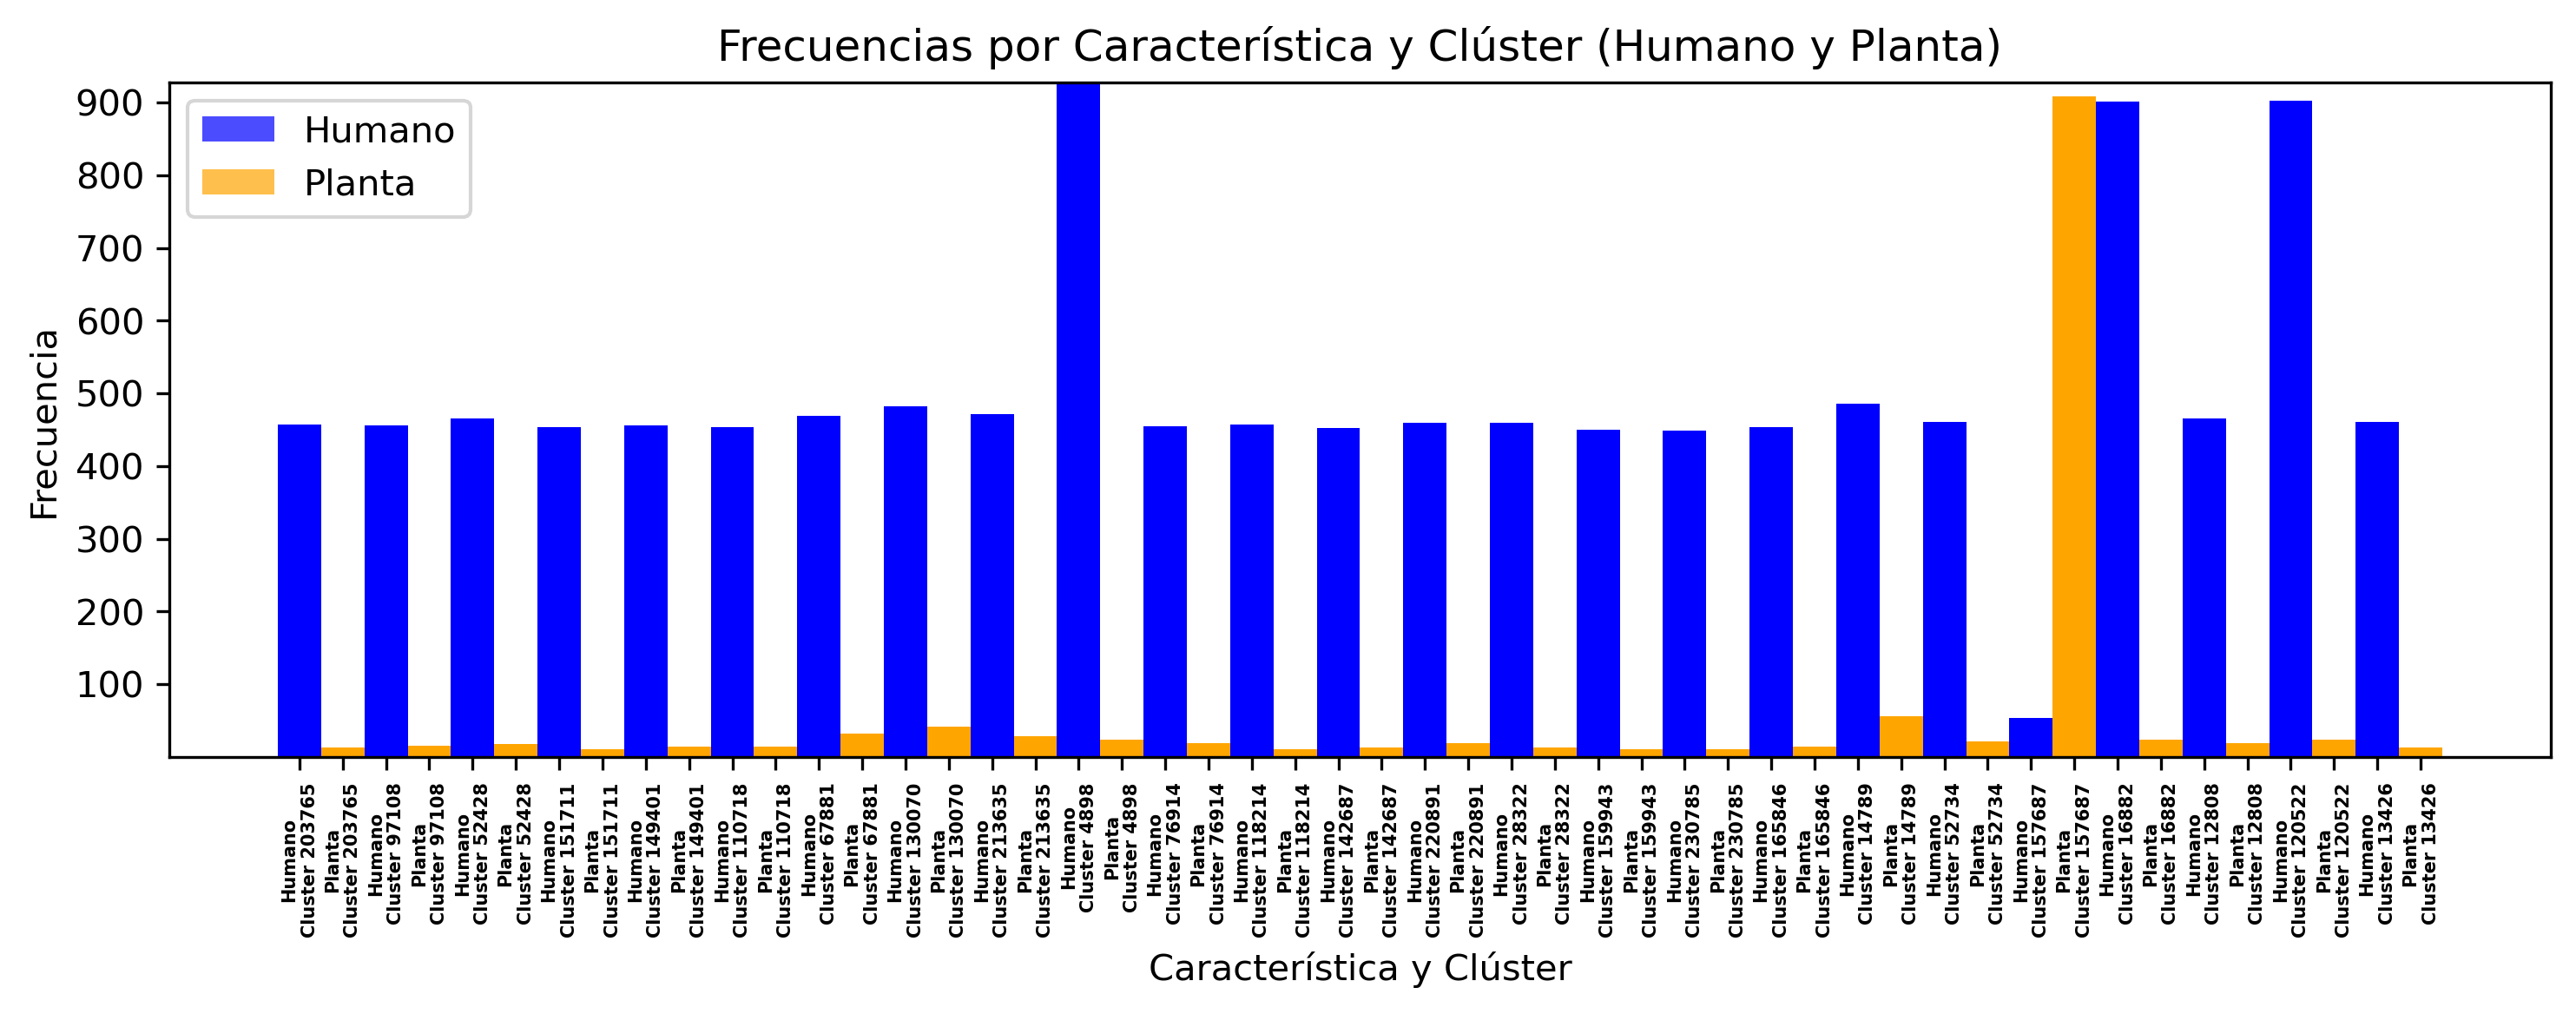 Frecuencias por Característica y Clúster (Humano y Planta)
Humano
Planta
Frecuencia
900
800
700
600
500
400
300
200
100
Humano
Cluster 203765
Planta
Cluster 203765
Humano
Cluster 97108
Planta
Cluster 97108
Humano
Cluster 52428
Planta
Cluster 52428
Humano
Cluster 151711
Planta
Cluster 151711
Humano
Cluster 149401
Planta
Cluster 149401
Humano
Cluster 110718
Planta
Cluster 110718
Humano
Cluster 67881
Planta
Cluster 67881
Humano
Cluster 130070
Planta
Cluster 130070
Humano
Cluster 213635
Planta
Cluster 213635
Humano
Cluster 4898
Planta
Cluster 4898
Humano
Cluster 76914
Planta
Cluster 76914
Humano
Cluster 118214
Planta
Cluster 118214
Humano
Cluster 142687
Planta
Cluster 142687
Humano
Cluster 220891
Planta
Cluster 220891
Humano
Cluster 28322
Planta
Cluster 28322
Humano
Cluster 159943
Planta
Cluster 159943
Humano
Cluster 230785
Planta
Cluster 230785
Humano
Cluster 165846
Planta
Cluster 165846
Humano
Cluster 14789
Planta
Cluster 14789
Humano
Cluster 52734
Planta
Cluster 52734
Humano
Cluster 157687
Planta
Cluster 157687
Humano
Cluster 16882
Planta
Cluster 16882
Humano
Cluster 12808
Planta
Cluster 12808
Humano
Cluster 120522
Planta
Cluster 120522
Humano
Cluster 13426
Planta
Cluster 13426
Característica y Clúster